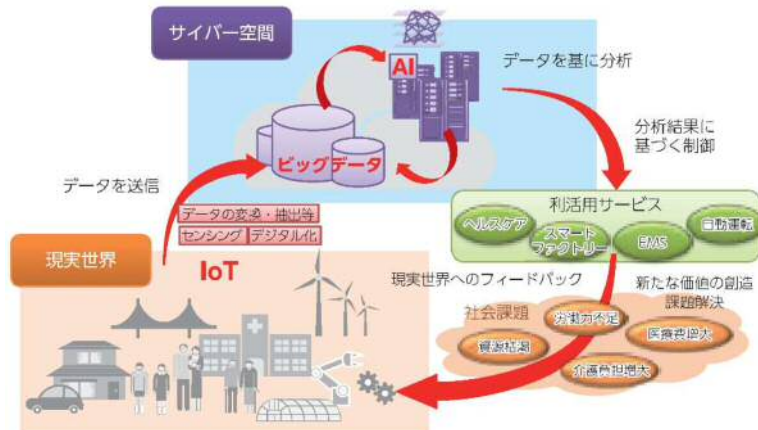 サイバー空間
AI
データを基に分析
ビッグデータ
分析結果に
基づく制御
データを送信
データの変換・抽出等
センシング
デジタル化
IoT
現実世界
利活用サービス
ヘルスケア
スマート
ファクトリー
EMS
自動運転
現実世界へのフィードバック
新たな価値の創造
課題解決
社会課題
労働力不足
資源枯渇
医療費増大
介護負担増大